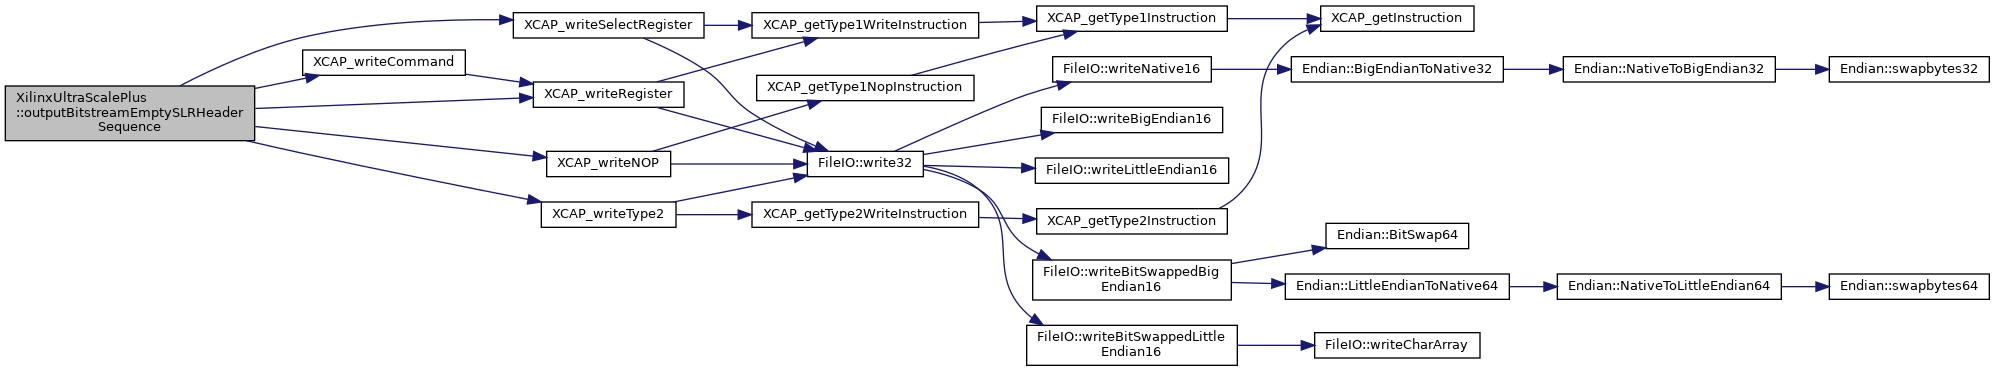 XilinxUltraScalePlus
::outputBitstreamEmptySLRHeader
Sequence
XCAP_writeCommand
XCAP_writeSelectRegister
XCAP_writeRegister
XCAP_writeNOP
XCAP_writeType2
XCAP_getType1WriteInstruction
XCAP_getType1NopInstruction
FileIO::write32
XCAP_getType2WriteInstruction
XCAP_getType1Instruction
FileIO::writeNative16
FileIO::writeBigEndian16
FileIO::writeLittleEndian16
XCAP_getType2Instruction
FileIO::writeBitSwappedBig
Endian16
FileIO::writeBitSwappedLittle
Endian16
XCAP_getInstruction
Endian::BigEndianToNative32
Endian::BitSwap64
Endian::LittleEndianToNative64
FileIO::writeCharArray
Endian::NativeToBigEndian32
Endian::NativeToLittleEndian64
Endian::swapbytes32
Endian::swapbytes64